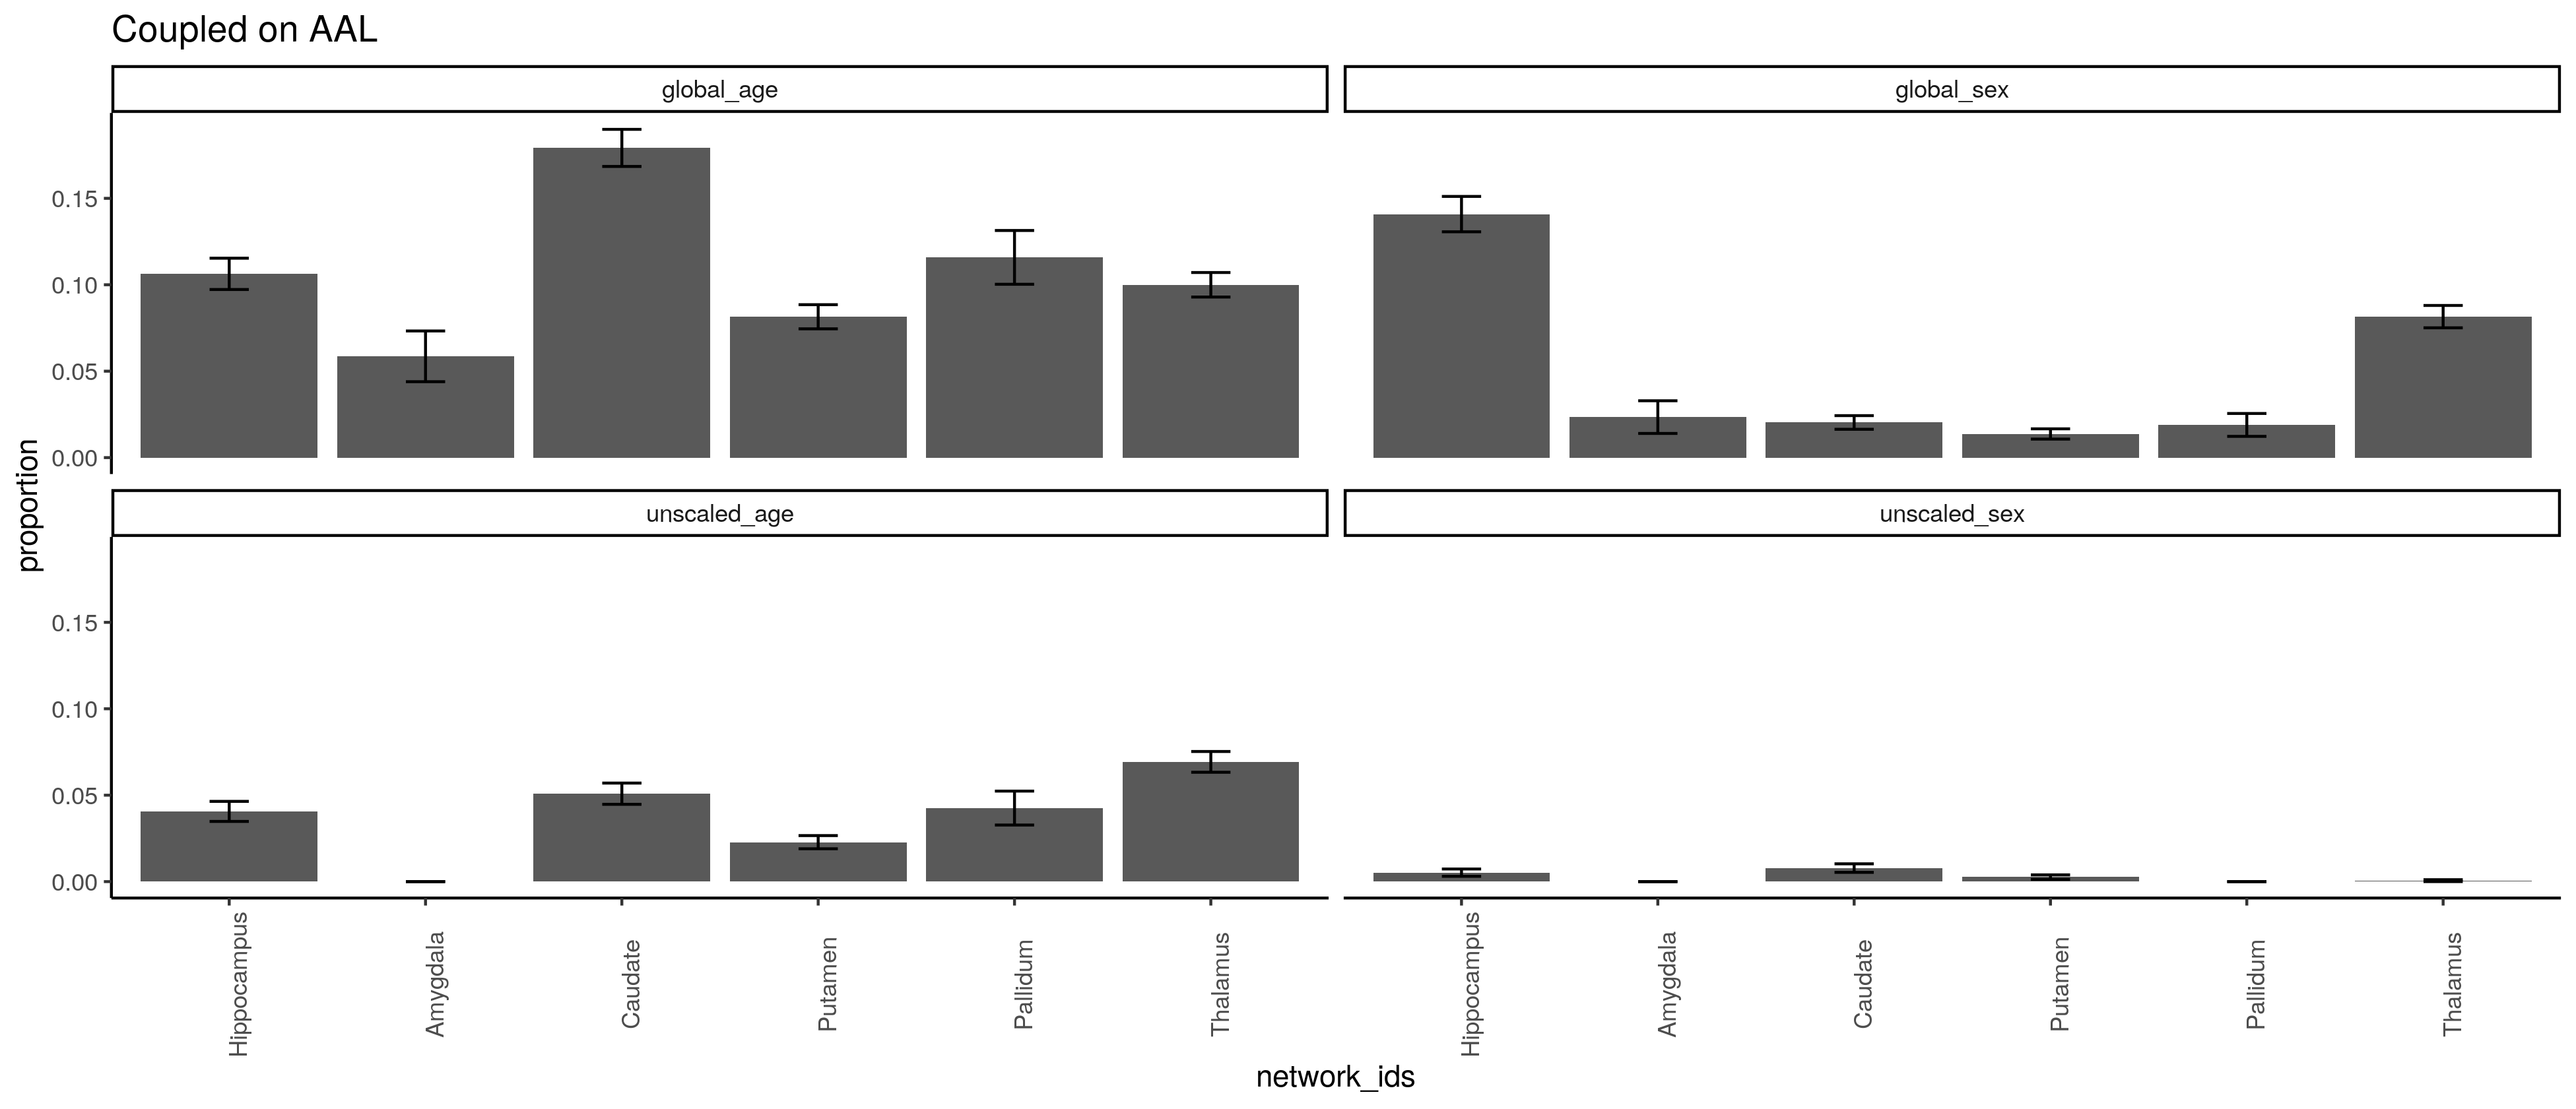 Coupled on AAL
global_age
global_sex
0.15
0.10
0.05
0.00
proportion
unscaled_age
unscaled_sex
0.15
0.10
0.05
0.00
Hippocampus
Amygdala
Caudate
Putamen
Pallidum
Thalamus
Hippocampus
Amygdala
Caudate
Putamen
Pallidum
Thalamus
network_ids